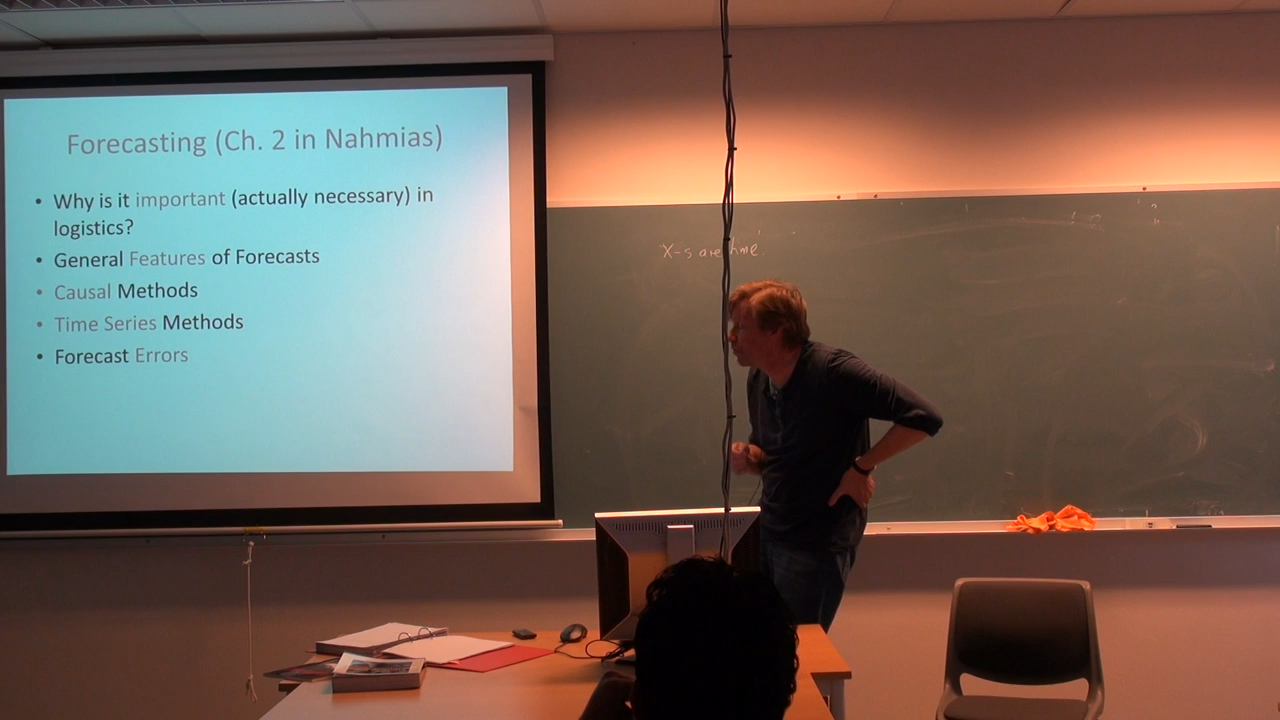 Forecasting (Ch. 2 in Nahmias)
• Why is it important (actually necessary) in
logistics?
• General Features of Forecasts
• Causal Methods
• Time Series Methods
• Forecast Errors
X-s are time.